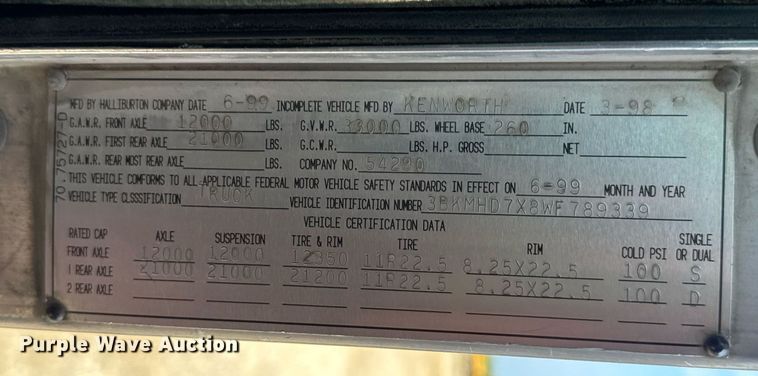 MFD BY HALLIBURTON COMPANY DATE 6-99 INCOMPLETE VEHICLE MFD BY KENWORTH DATE 3-98
G.A.W.R. FRONT AXLE 12000 LBS. G.V.W.R. 33000 LBS. WHEEL BASE 260 IN.
G.A.W.R. FIRST REAR AXLE 21000 LBS. G.C.W.R. LBS. H.P. GROSS NET
G.A.W.R. REAR MOST REAR AXLE LBS. COMPANY NO. 54290
THIS VEHICLE COMFORMS TO ALL APPLICABLE FEDERAL MOTOR VEHICLE SAFETY STANDARDS IN EFFECT ON 6-99 MONTH AND YEAR
VEHICLE TYPE CLSSSIFICATION TRUCK VEHICLE IDENTIFICATION NUMBER 3BKMHD7X8WF789339
VEHICLE CERTIFICATION DATA
RATED CAP AXLE SUSPENSION TIRE & RIM TIRE RIM COLD PSI SINGLE OR DUAL
FRONT AXLE 12000 12000 12350 11R22.5 8.25X22.5 100 S
1 REAR AXLE 21000 21000 21200 11R22.5 8.25X22.5 100 D
2 REAR AXLE
70.75727-D
Purple Wave Auction